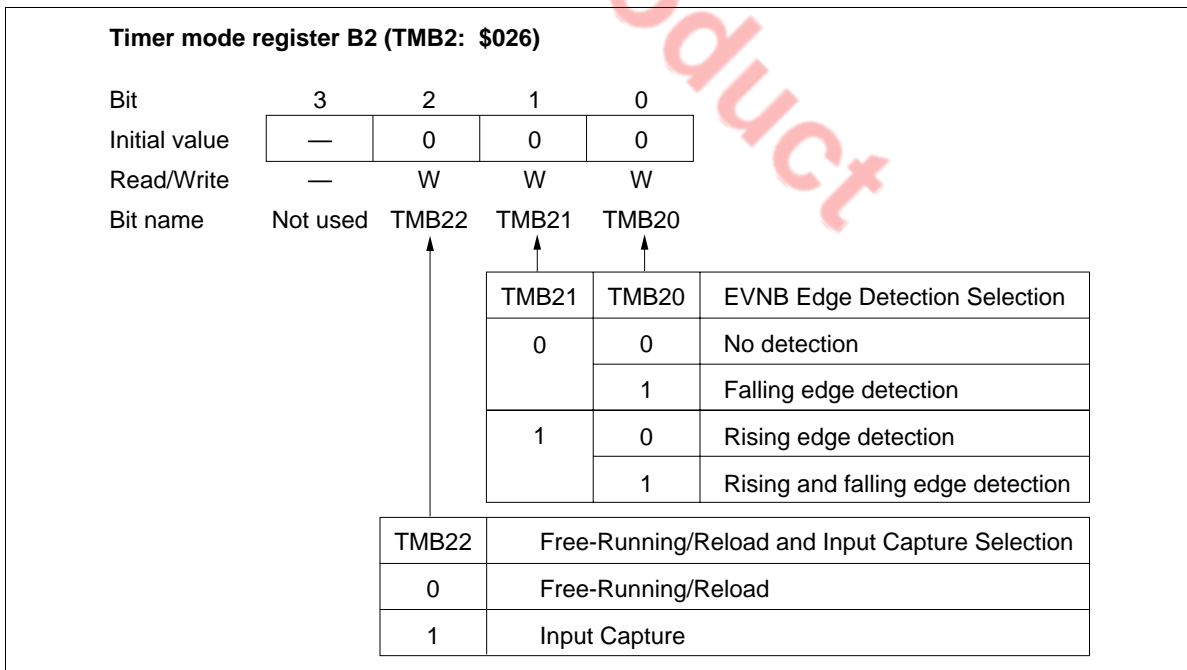 Timer mode register B2 (TMB2: $026)
Bit 3 2 1 0
Initial value — 0 0 0
Read/Write — W W W
Bit name Not used TMB22 TMB21 TMB20
TMB21 TMB20 EVNB Edge Detection Selection
0 0 No detection
1 Falling edge detection
1 0 Rising edge detection
1 Rising and falling edge detection
TMB22 Free-Running/Reload and Input Capture Selection
0 Free-Running/Reload
1 Input Capture